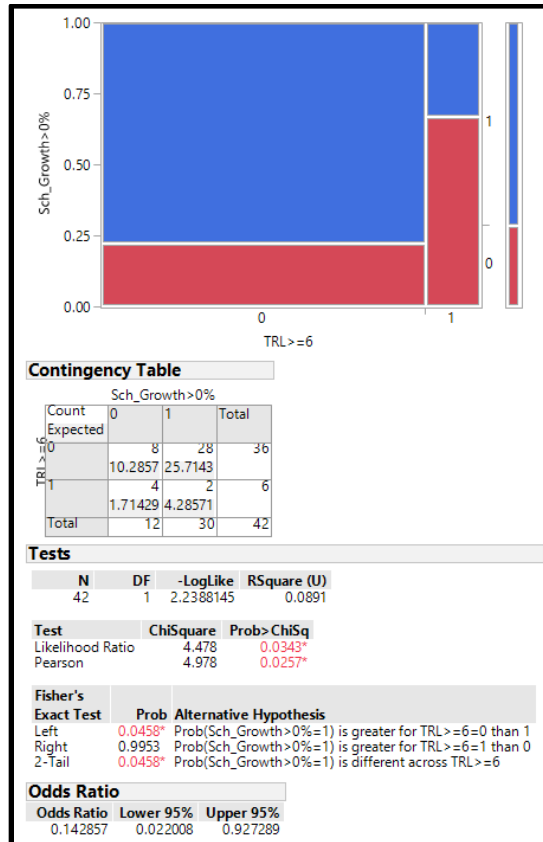 1.00
0.75
0.50
0.25
0.00
Sch_Growth>0%
1
0
0 1
TRL>=6
Contingency Table
Sch_Growth>0%
Count 0 1 Total
Expected
TRL>=6
0 8 28 36
10.2857 25.7143
1 4 2 6
1.71429 4.28571
Total 12 30 42
Tests
N DF -LogLike RSquare (U)
42 1 2.2388145 0.0891
Test ChiSquare Prob>ChiSq
Likelihood Ratio 4.478 0.0343*
Pearson 4.978 0.0257*
Fisher's
Exact Test Prob Alternative Hypothesis
Left 0.0458* Prob(Sch_Growth>0%=1) is greater for TRL>=6=0 than 1
Right 0.9953 Prob(Sch_Growth>0%=1) is greater for TRL>=6=1 than 0
2-Tail 0.0458* Prob(Sch_Growth>0%=1) is different across TRL>=6
Odds Ratio
Odds Ratio Lower 95% Upper 95%
0.142857 0.022008 0.927289